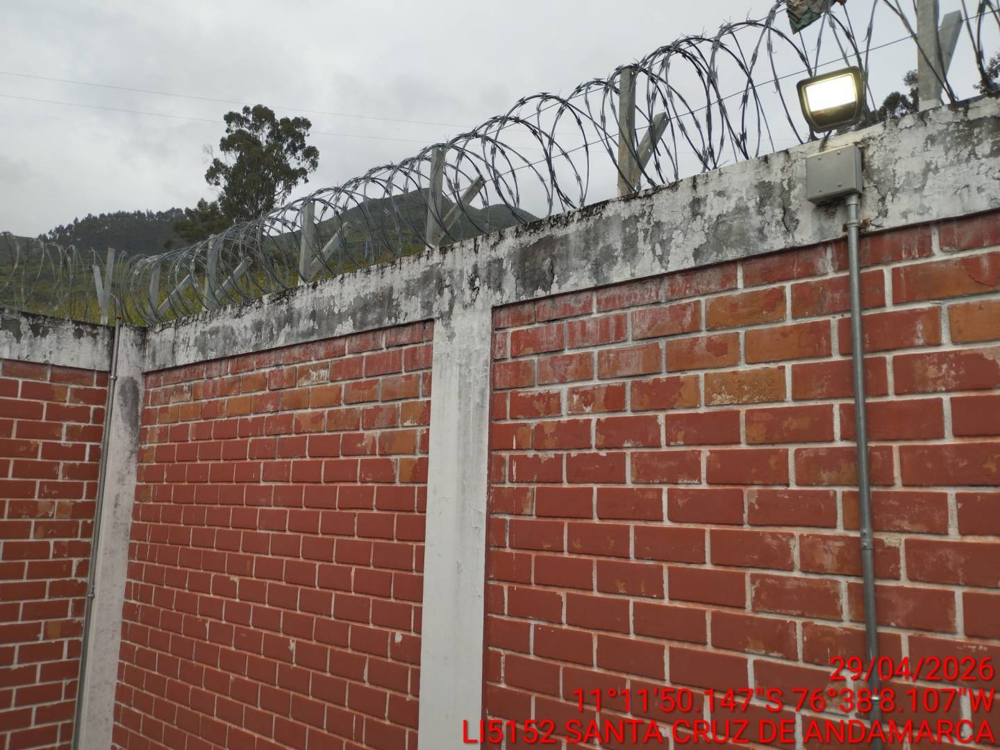 29/04/2026
11°11'50.147"S 76°38'8.107"W
LI5152 SANTA CRUZ DE ANDAMARCA